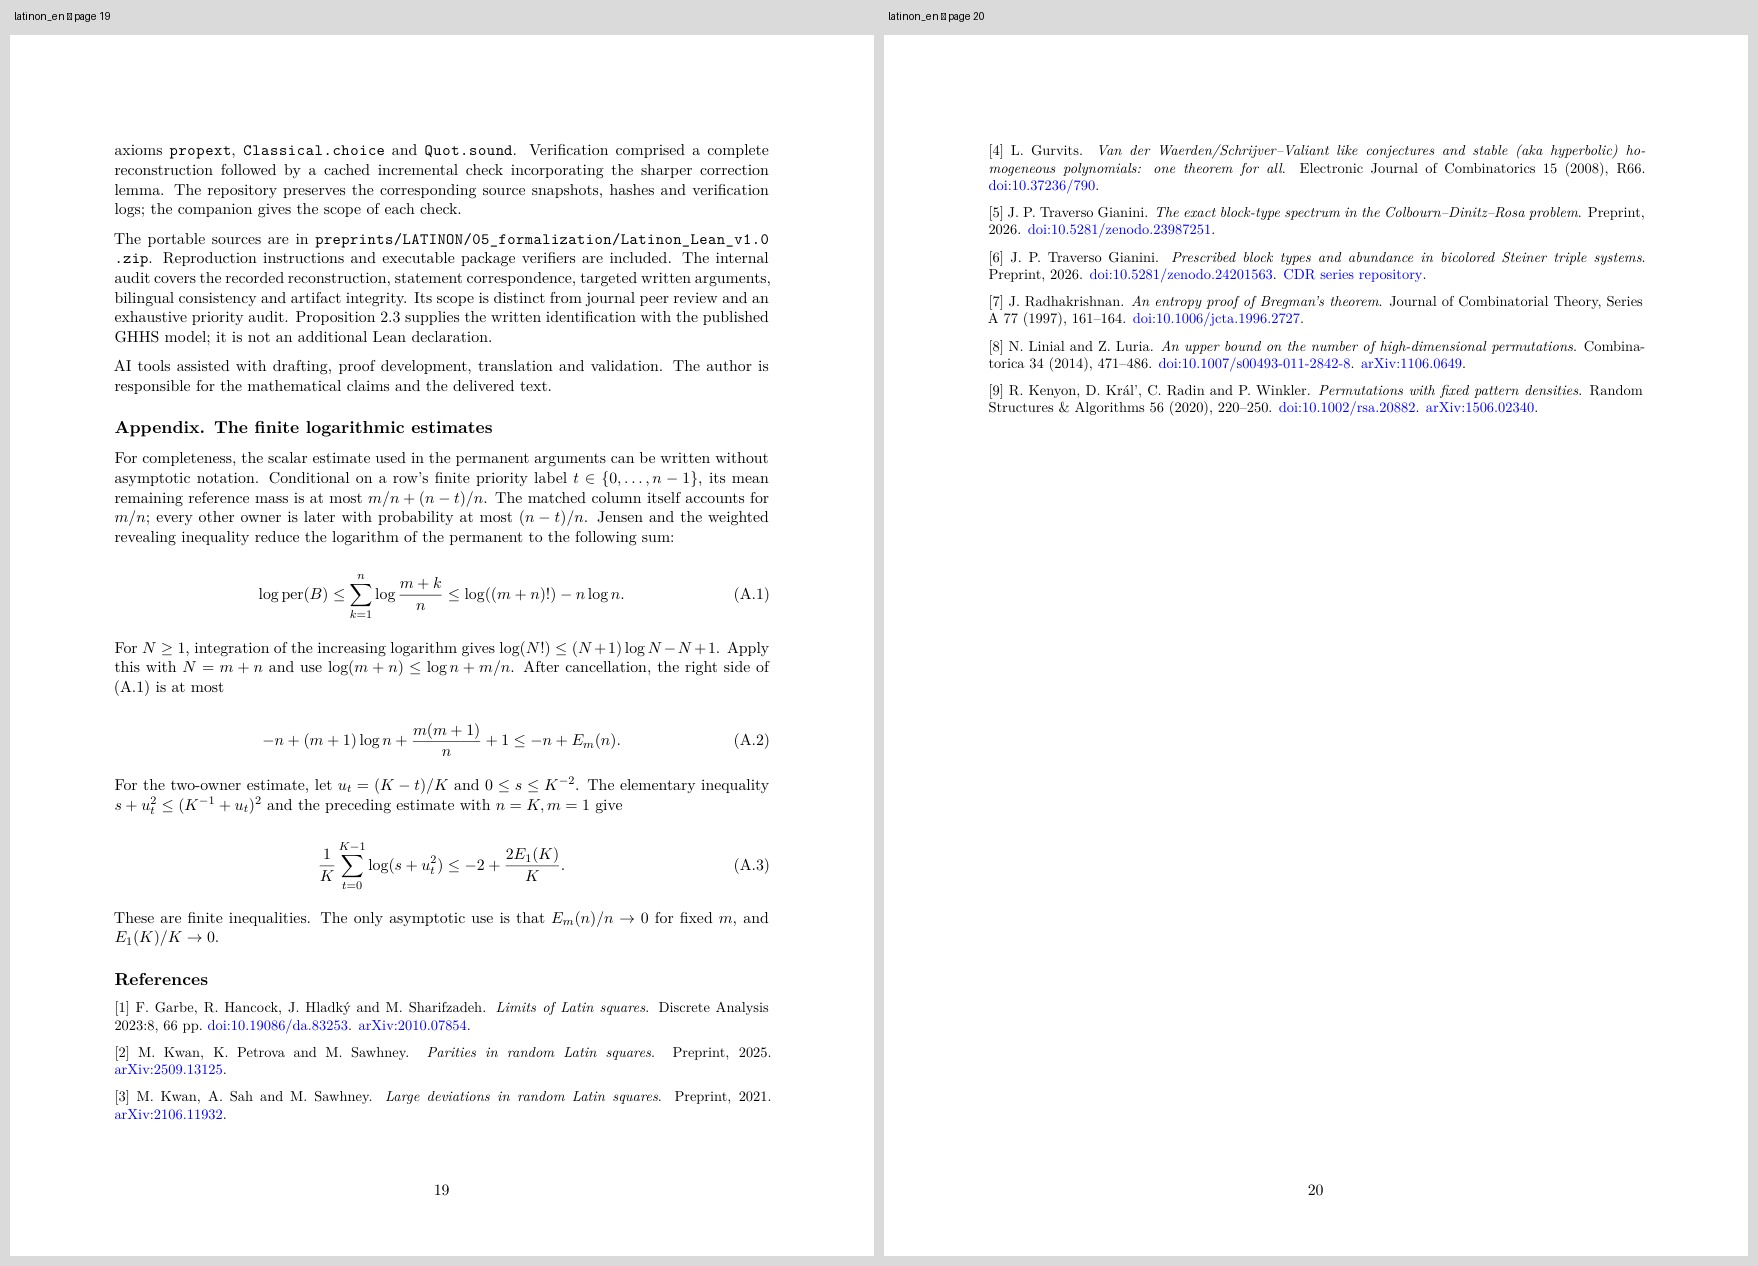 latinon_en page 19
axioms propext, Classical.choice and Quot.sound. Verification comprised a complete
reconstruction followed by a cached incremental check incorporating the sharper correction
lemma. The repository preserves the corresponding source snapshots, hashes and verification
logs; the companion gives the scope of each check.
The portable sources are in preprints/LATINON/05_formalization/Latinon_Lean_v1.0
.zip. Reproduction instructions and executable package verifiers are included. The internal
audit covers the recorded reconstruction, statement correspondence, targeted written arguments,
bilingual consistency and artifact integrity. Its scope is distinct from journal peer review and an
exhaustive priority audit. Proposition 2.3 supplies the written identification with the published
GHHS model; it is not an additional Lean declaration.
AI tools assisted with drafting, proof development, translation and validation. The author is
responsible for the mathematical claims and the delivered text.
Appendix. The finite logarithmic estimates
For completeness, the scalar estimate used in the permanent arguments can be written without
asymptotic notation. Conditional on a row's finite priority label t ∈ {0, . . . , n − 1}, its mean
remaining reference mass is at most m/n + (n − t)/n. The matched column itself accounts for
m/n; every other owner is later with probability at most (n − t)/n. Jensen and the weighted
revealing inequality reduce the logarithm of the permanent to the following sum:
log per(B) ≤ ∑_{k=1}^{n} log (m + k)/n ≤ log((m + n)!) − n log n. (A.1)
For N ≥ 1, integration of the increasing logarithm gives log(N!) ≤ (N +1) log N −N +1. Apply
this with N = m + n and use log(m + n) ≤ log n + m/n. After cancellation, the right side of
(A.1) is at most
−n + (m + 1) log n + m(m + 1)/n + 1 ≤ −n + E_m(n). (A.2)
For the two-owner estimate, let u_t = (K − t)/K and 0 ≤ s ≤ K^{−2}. The elementary inequality
s + u_t^2 ≤ (K^{−1} + u_t)^2 and the preceding estimate with n = K, m = 1 give
1/K ∑_{t=0}^{K−1} log(s + u_t^2) ≤ −2 + 2E_1(K)/K. (A.3)
These are finite inequalities. The only asymptotic use is that E_m(n)/n → 0 for fixed m, and
E_1(K)/K → 0.
References
[1] F. Garbe, R. Hancock, J. Hladký and M. Sharifzadeh. Limits of Latin squares. Discrete Analysis
2023:8, 66 pp. doi:10.19086/da.83253. arXiv:2010.07854.
[2] M. Kwan, K. Petrova and M. Sawhney. Parities in random Latin squares. Preprint, 2025.
arXiv:2509.13125.
[3] M. Kwan, A. Sah and M. Sawhney. Large deviations in random Latin squares. Preprint, 2021.
arXiv:2106.11932.
19
latinon_en page 20
[4] L. Gurvits. Van der Waerden/Schrijver–Valiant like conjectures and stable (aka hyperbolic) ho-
mogeneous polynomials: one theorem for all. Electronic Journal of Combinatorics 15 (2008), R66.
doi:10.37236/790.
[5] J. P. Traverso Gianini. The exact block-type spectrum in the Colbourn–Dinitz–Rosa problem. Preprint,
2026. doi:10.5281/zenodo.23987251.
[6] J. P. Traverso Gianini. Prescribed block types and abundance in bicolored Steiner triple systems.
Preprint, 2026. doi:10.5281/zenodo.24201563. CDR series repository.
[7] J. Radhakrishnan. An entropy proof of Bregman's theorem. Journal of Combinatorial Theory, Series
A 77 (1997), 161–164. doi:10.1006/jcta.1996.2727.
[8] N. Linial and Z. Luria. An upper bound on the number of high-dimensional permutations. Combina-
torica 34 (2014), 471–486. doi:10.1007/s00493-011-2842-8. arXiv:1106.0649.
[9] R. Kenyon, D. Král', C. Radin and P. Winkler. Permutations with fixed pattern densities. Random
Structures & Algorithms 56 (2020), 220–250. doi:10.1002/rsa.20882. arXiv:1506.02340.
20